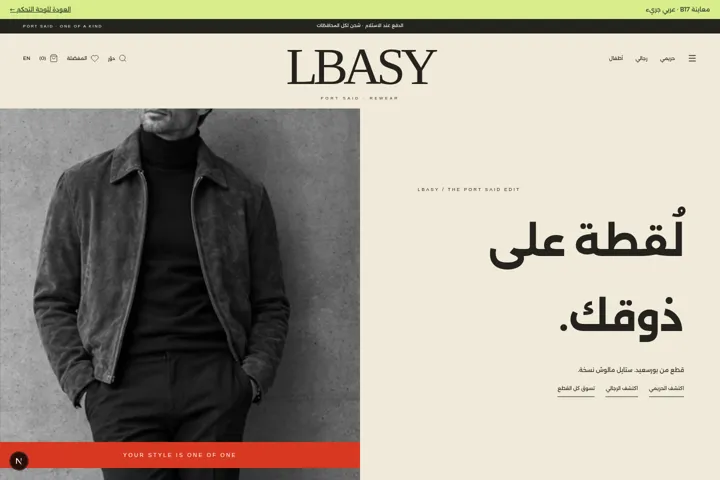 معاينة B17 · عربي جريء
العودة للوحة التحكم ←
الدفع عند الاستلام · شحن لكل المحافظات
PORT SAID · ONE OF A KIND
حريمي
رجالي
أطفال
LBASY
PORT SAID · REWEAR
دوّر
المفضلة
(0)
EN
LBASY / THE PORT SAID EDIT
لُقطة على
ذوقك.
قطع من بورسعيد. ستايل مالوش نسخة.
اكتشف الحريمي
اكتشف الرجالي
تسوق كل القطع
YOUR STYLE IS ONE OF ONE
N